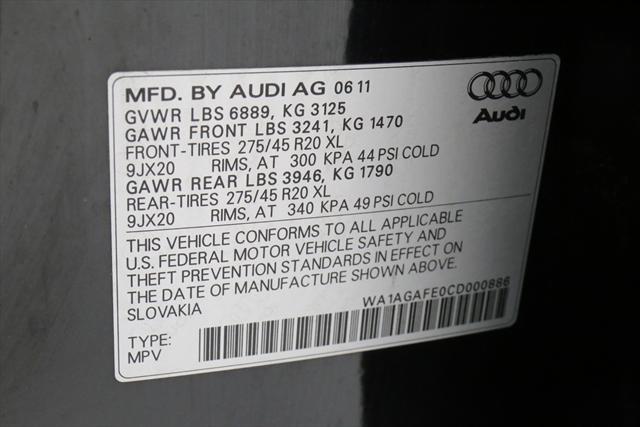 MFD. BY AUDI AG 06 11
GVWR LBS 6889, KG 3125
GAWR FRONT LBS 3241, KG 1470
FRONT-TIRES 275/45 R20 XL
9JX20 RIMS, AT 300 KPA 44 PSI COLD
GAWR REAR LBS 3946, KG 1790
REAR-TIRES 275/45 R20 XL
9JX20 RIMS, AT 340 KPA 49 PSI COLD
Audi
THIS VEHICLE CONFORMS TO ALL APPLICABLE
U.S. FEDERAL MOTOR VEHICLE SAFETY AND
THEFT PREVENTION STANDARDS IN EFFECT ON
THE DATE OF MANUFACTURE SHOWN ABOVE.
SLOVAKIA
WA1AGAFE0CD000886
TYPE:
MPV